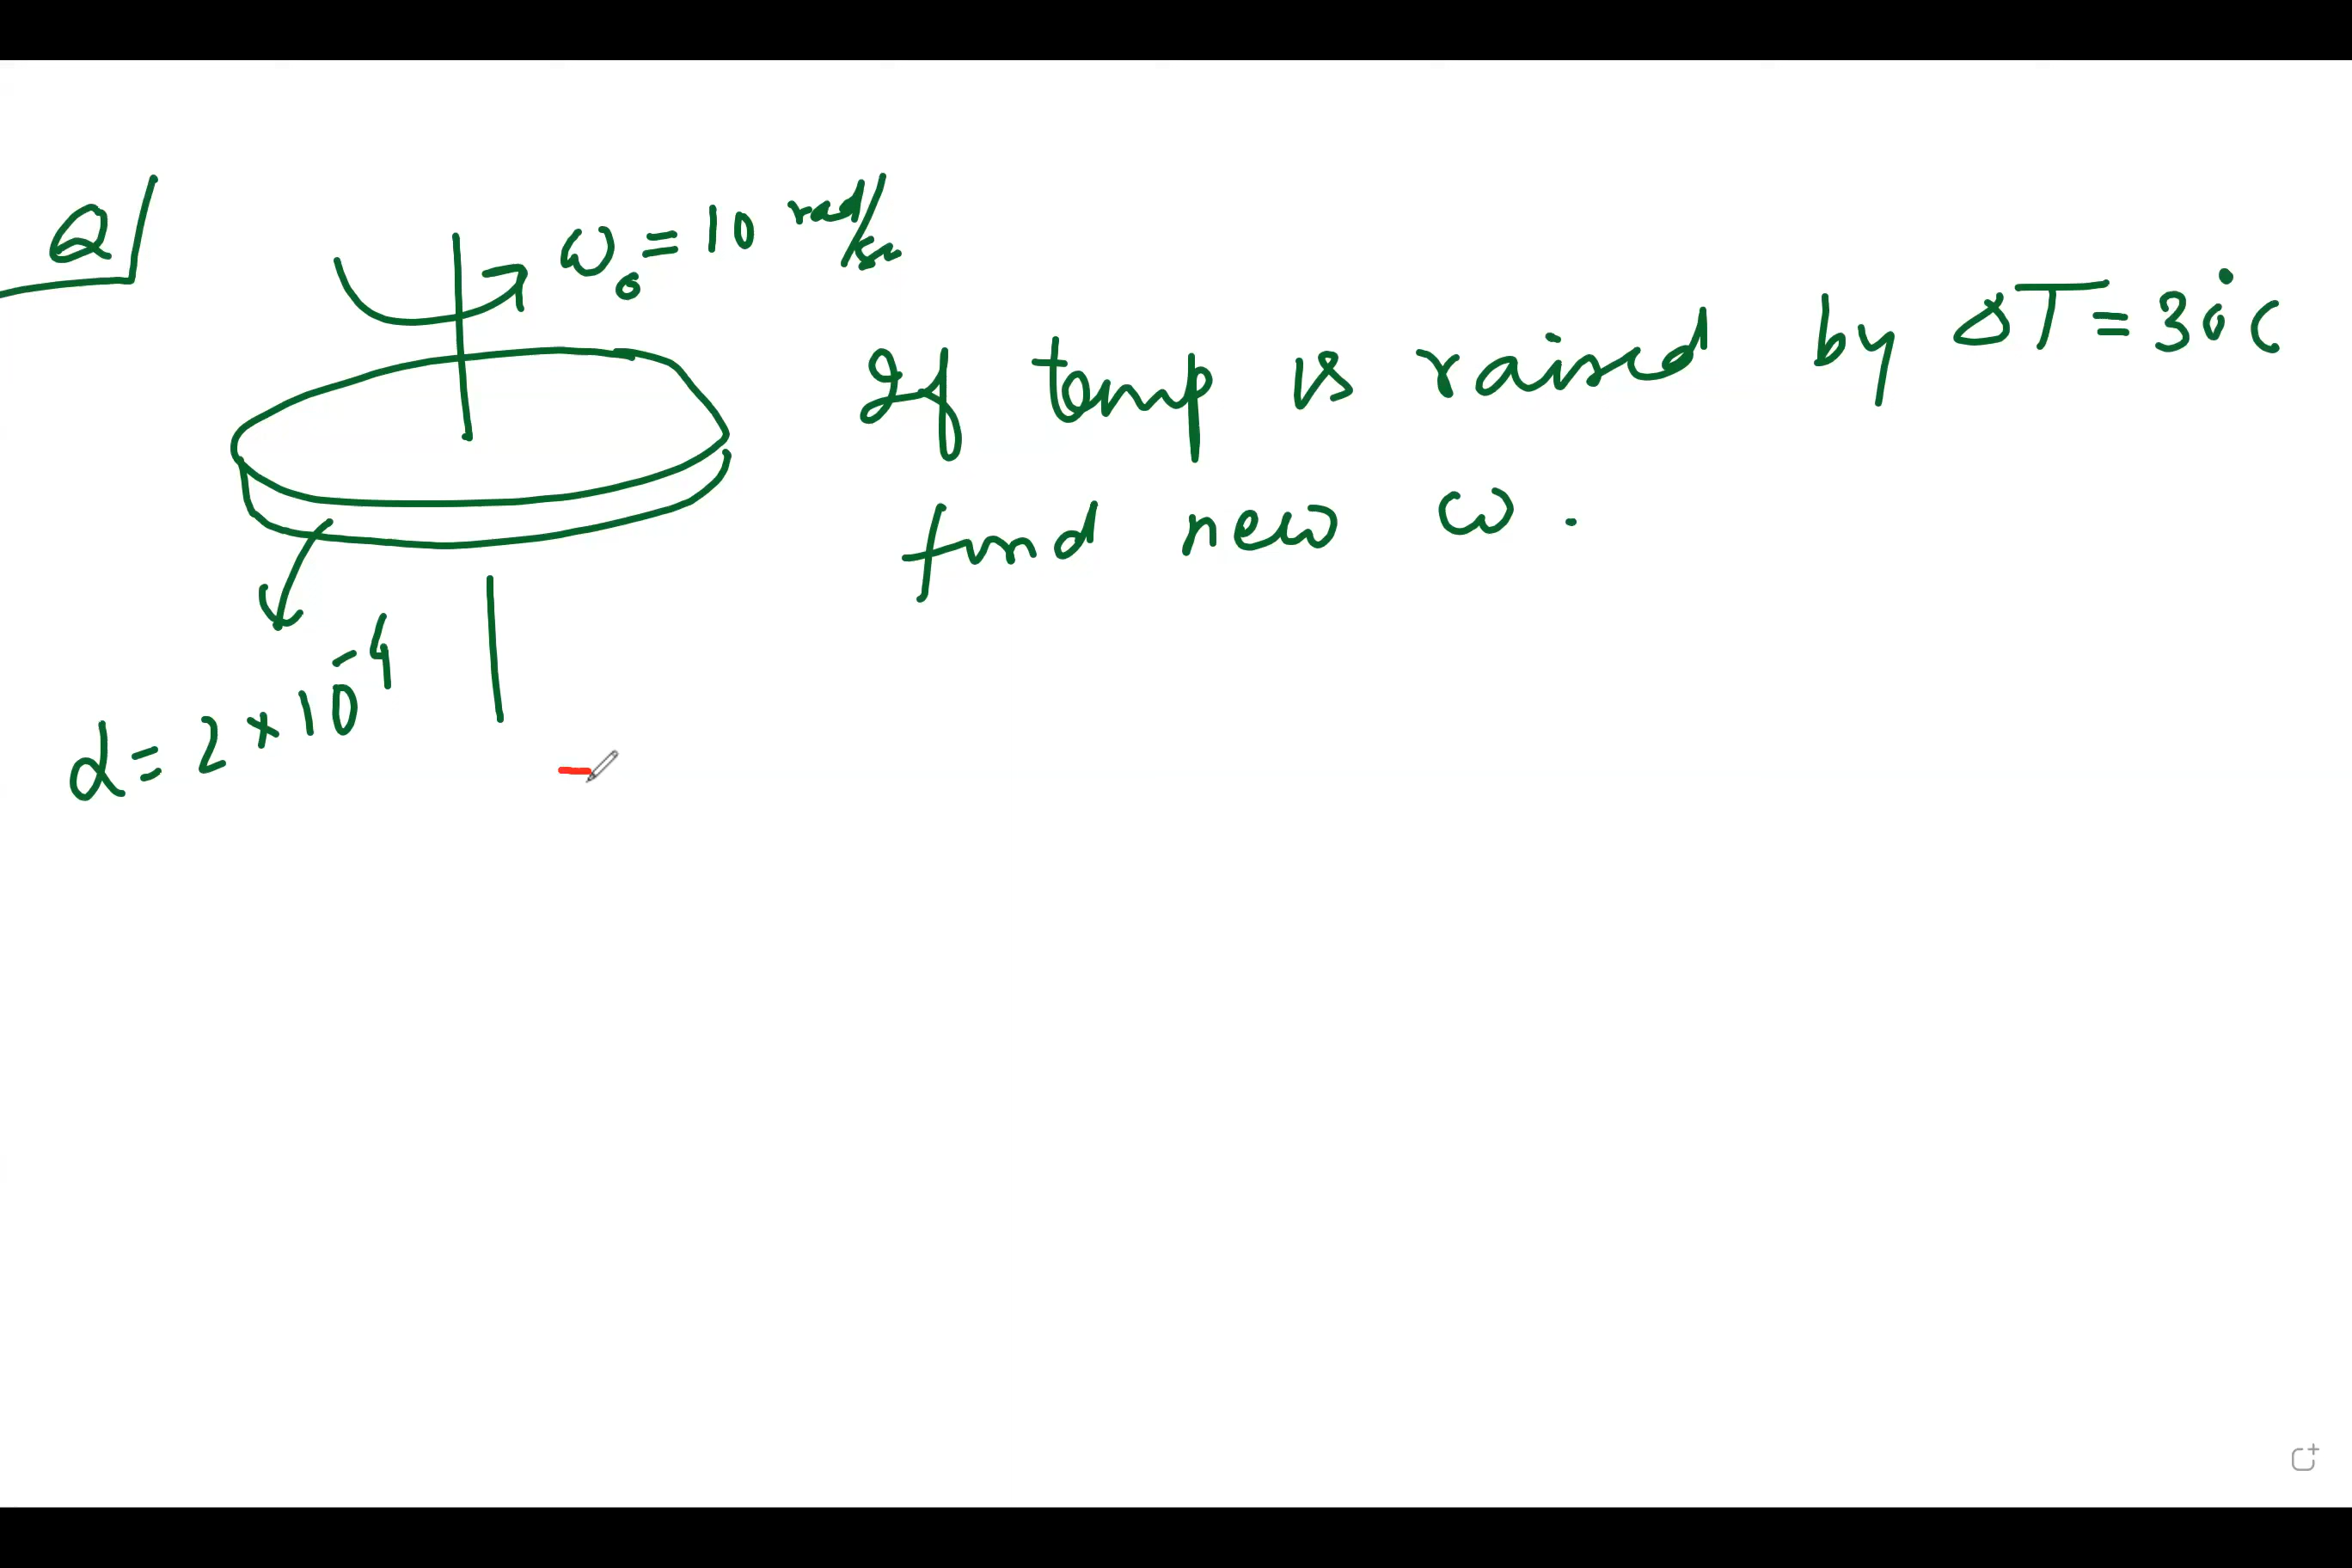 Q
ω₀ = 10 rad/sec
If temp is raised by ΔT = 30°C
find new ω .
α = 2 × 10⁻⁴